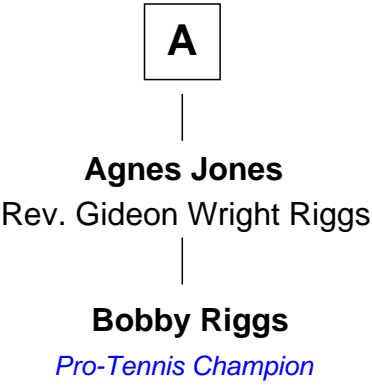 A
Agnes Jones
Rev. Gideon Wright Riggs
Bobby Riggs
Pro-Tennis Champion